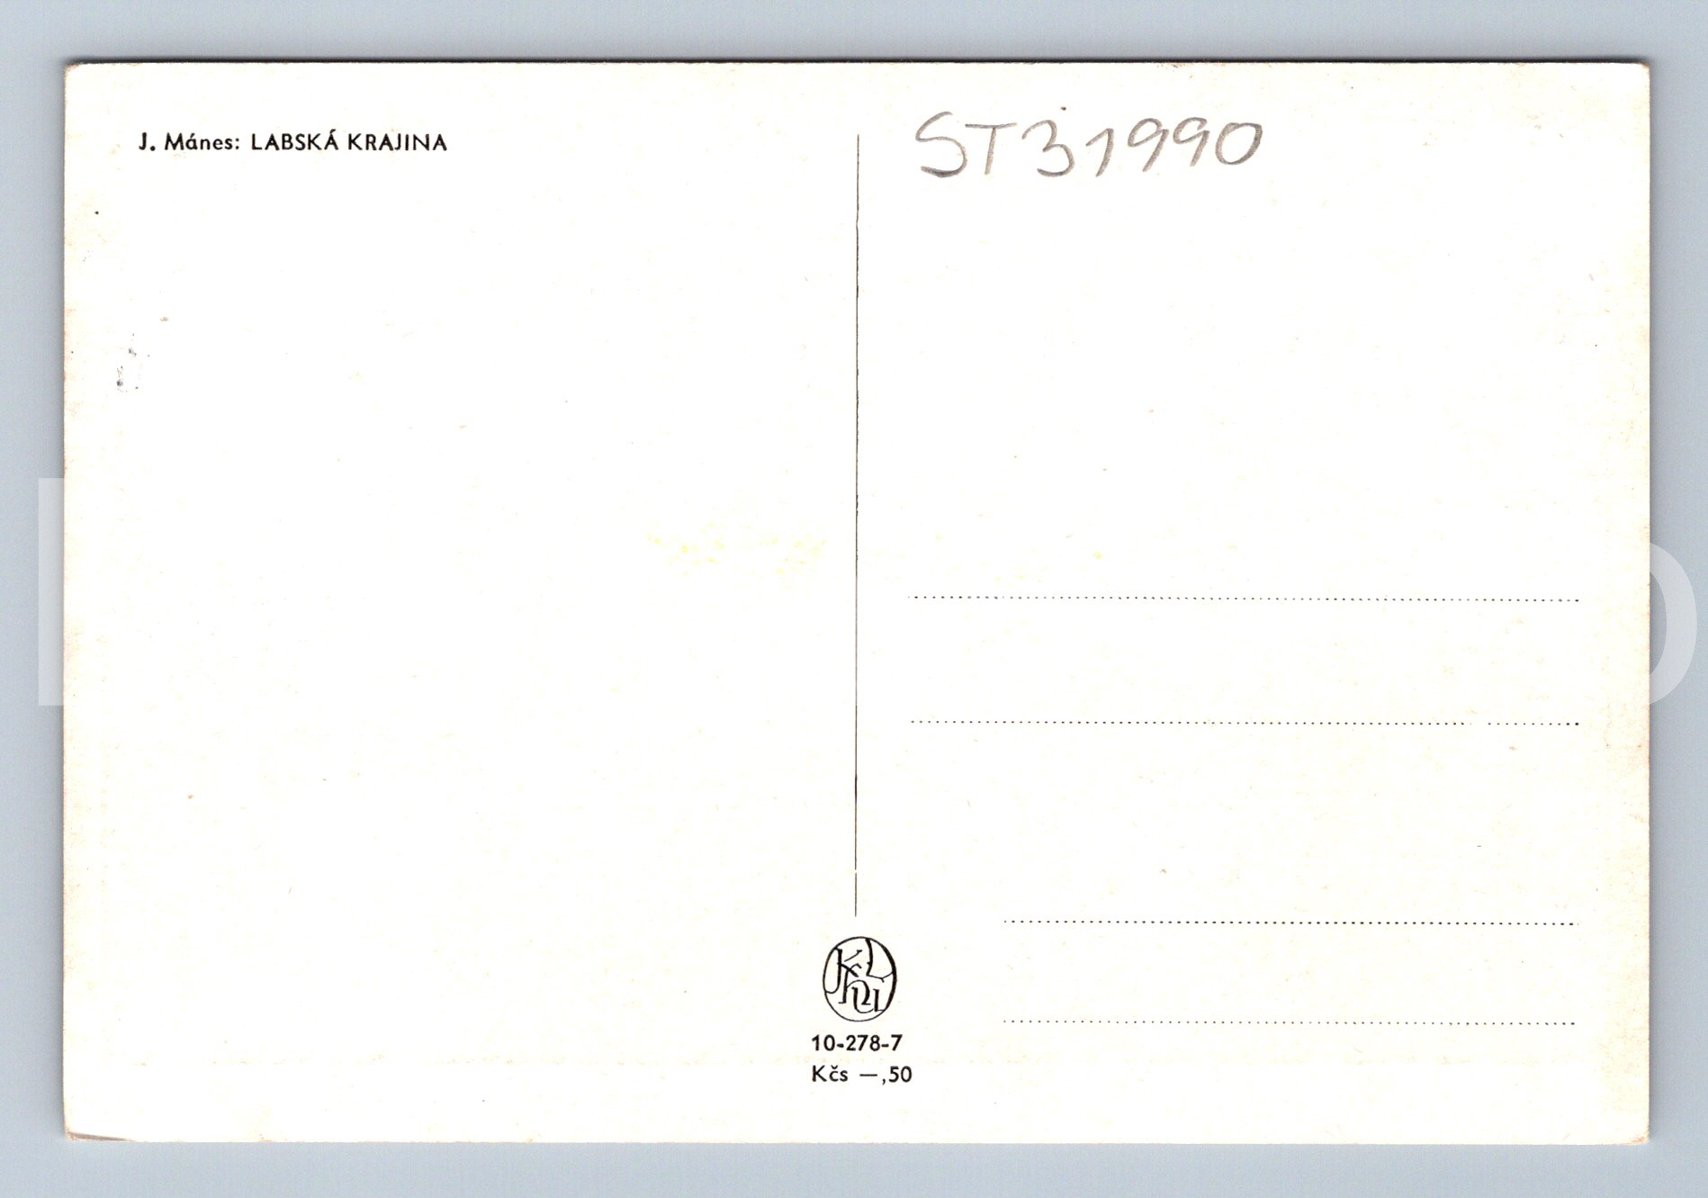 J. Mánes: LABSKÁ KRAJINA
ST31990
10-278-7
Kčs —,50